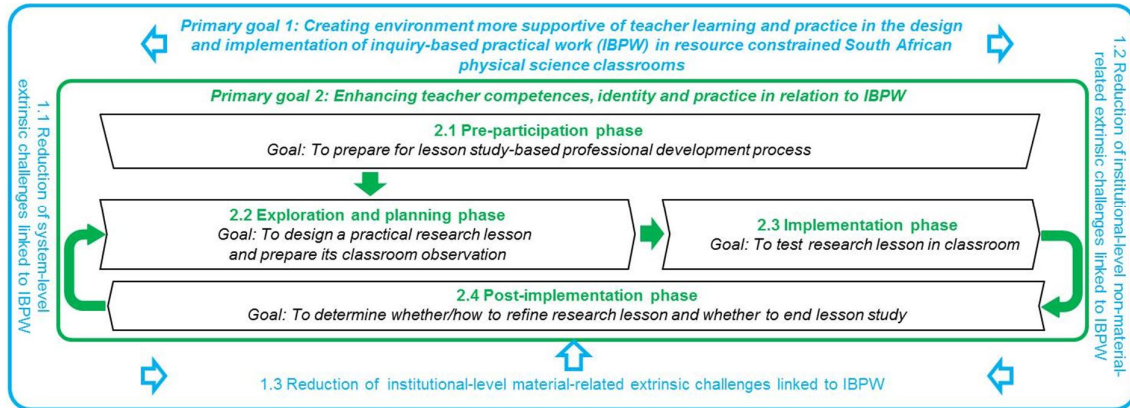 Primary goal 1: Creating environment more supportive of teacher learning and practice in the design
and implementation of inquiry-based practical work (IBPW) in resource constrained South African
physical science classrooms
1.1 Reduction of system-level
extrinsic challenges linked to IBPW
1.2 Reduction of institutional-level non-material-
related extrinsic challenges linked to IBPW
Primary goal 2: Enhancing teacher competences, identity and practice in relation to IBPW
2.1 Pre-participation phase
Goal: To prepare for lesson study-based professional development process
2.2 Exploration and planning phase
Goal: To design a practical research lesson
and prepare its classroom observation
2.3 Implementation phase
Goal: To test research lesson in classroom
2.4 Post-implementation phase
Goal: To determine whether/how to refine research lesson and whether to end lesson study
1.3 Reduction of institutional-level material-related extrinsic challenges linked to IBPW